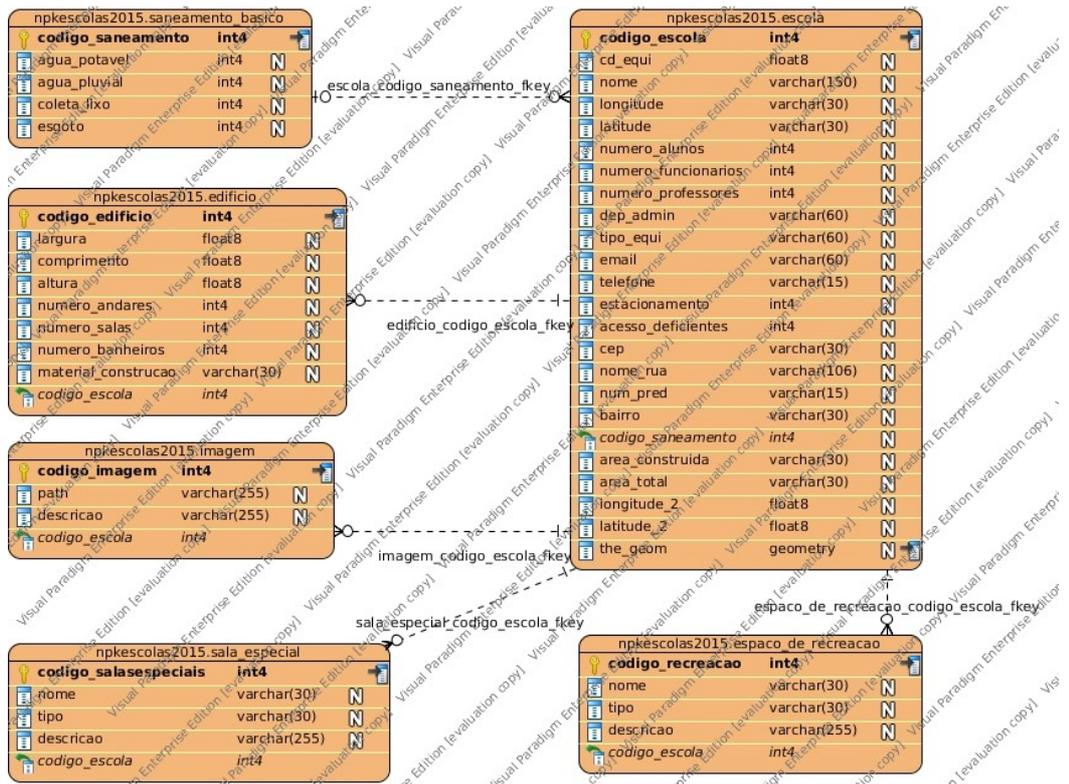 npkescolas2015.saneamento_basico
codigo_saneamento int4
agua_potavel int4 N
agua_pluvial int4 N
coleta_lixo int4 N
esgoto int4 N
escola_codigo_saneamento_fkey
npkescolas2015.edificio
codigo_edificio int4
largura float8 N
comprimento float8 N
altura float8 N
numero_andares int4 N
numero_salas int4 N
numero_banheiros int4 N
material_construcao varchar(30) N
codigo_escola int4
edificio_codigo_escola_fkey
npkescolas2015.imagem
codigo_imagem int4
path varchar(255) N
descricao varchar(255) N
codigo_escola int4
imagem_codigo_escola_fkey
sala_especial_codigo_escola_fkey
npkescolas2015.sala_especial
codigo_salasespeciais int4
nome varchar(30) N
tipo varchar(30) N
descricao varchar(255) N
codigo_escola int4
npkescolas2015.escola
codigo_escola int4
cd_equi float8 N
nome varchar(150) N
longitude varchar(30) N
latitude varchar(30) N
numero_alunos int4 N
numero_funcionarios int4 N
numero_professores int4 N
dep_admin varchar(60) N
tipo_equi varchar(60) N
email varchar(60) N
telefone varchar(15) N
estacionamento int4 N
acesso_deficientes int4 N
cep varchar(30) N
nome_rua varchar(106) N
num_pred varchar(15) N
bairro varchar(30) N
codigo_saneamento int4 N
area_construida varchar(30) N
area_total varchar(30) N
longitude_2 float8 N
latitude_2 float8 N
the_geom geometry N
espaco_de_recreacao_codigo_escola_fkey
npkescolas2015.espaco_de_recreacao
codigo_recreacao int4
nome varchar(30) N
tipo varchar(30) N
descricao varchar(255) N
codigo_escola int4
Visual Paradigm Enterprise Edition [evaluation copy]